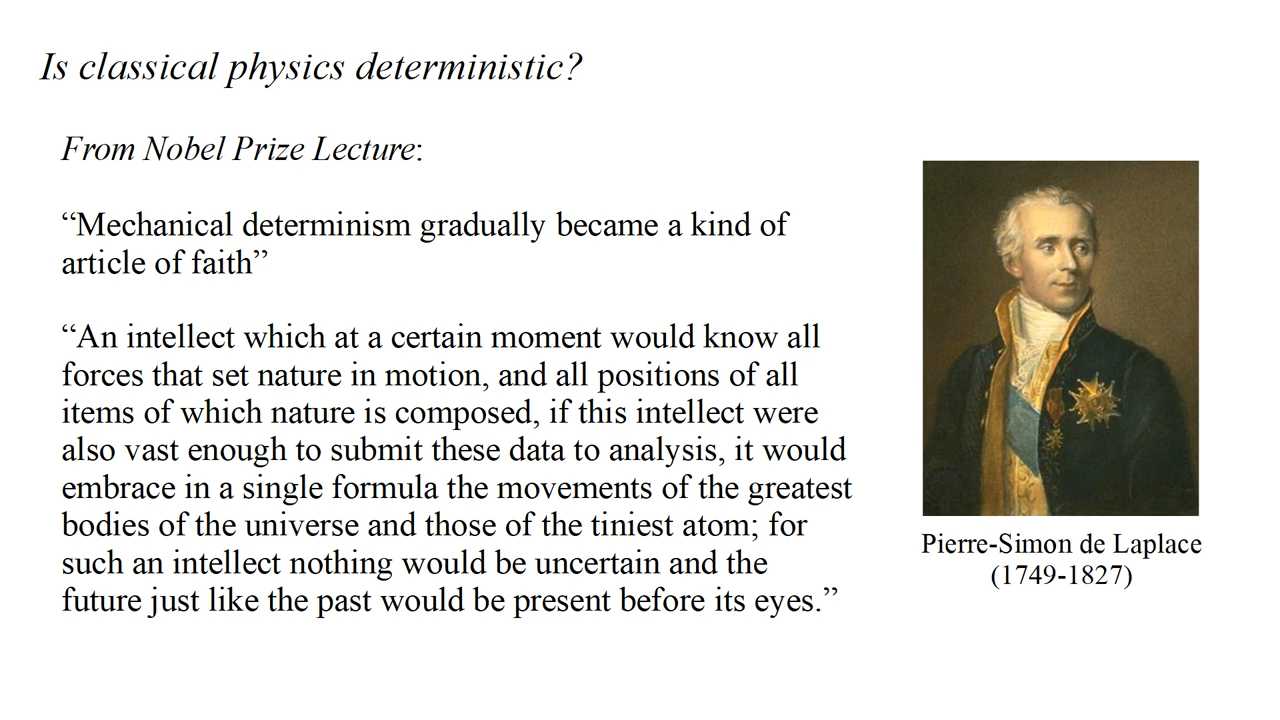 Is classical physics deterministic?
From Nobel Prize Lecture:
“Mechanical determinism gradually became a kind of
article of faith”
“An intellect which at a certain moment would know all
forces that set nature in motion, and all positions of all
items of which nature is composed, if this intellect were
also vast enough to submit these data to analysis, it would
embrace in a single formula the movements of the greatest
bodies of the universe and those of the tiniest atom; for
such an intellect nothing would be uncertain and the
future just like the past would be present before its eyes.”
Pierre-Simon de Laplace
(1749-1827)